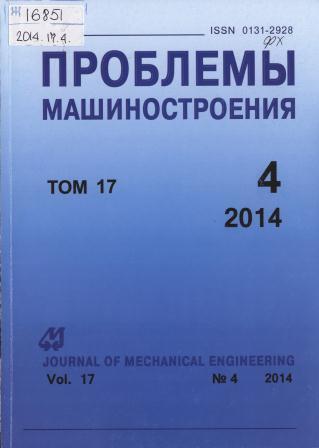 Ж 16851
2014.17.4.
ISSN 0131-2928
ПРОБЛЕМЫ
МАШИНОСТРОЕНИЯ
ТОМ 17
4
2014
JOURNAL OF MECHANICAL ENGINEERING
Vol. 17 № 4 2014